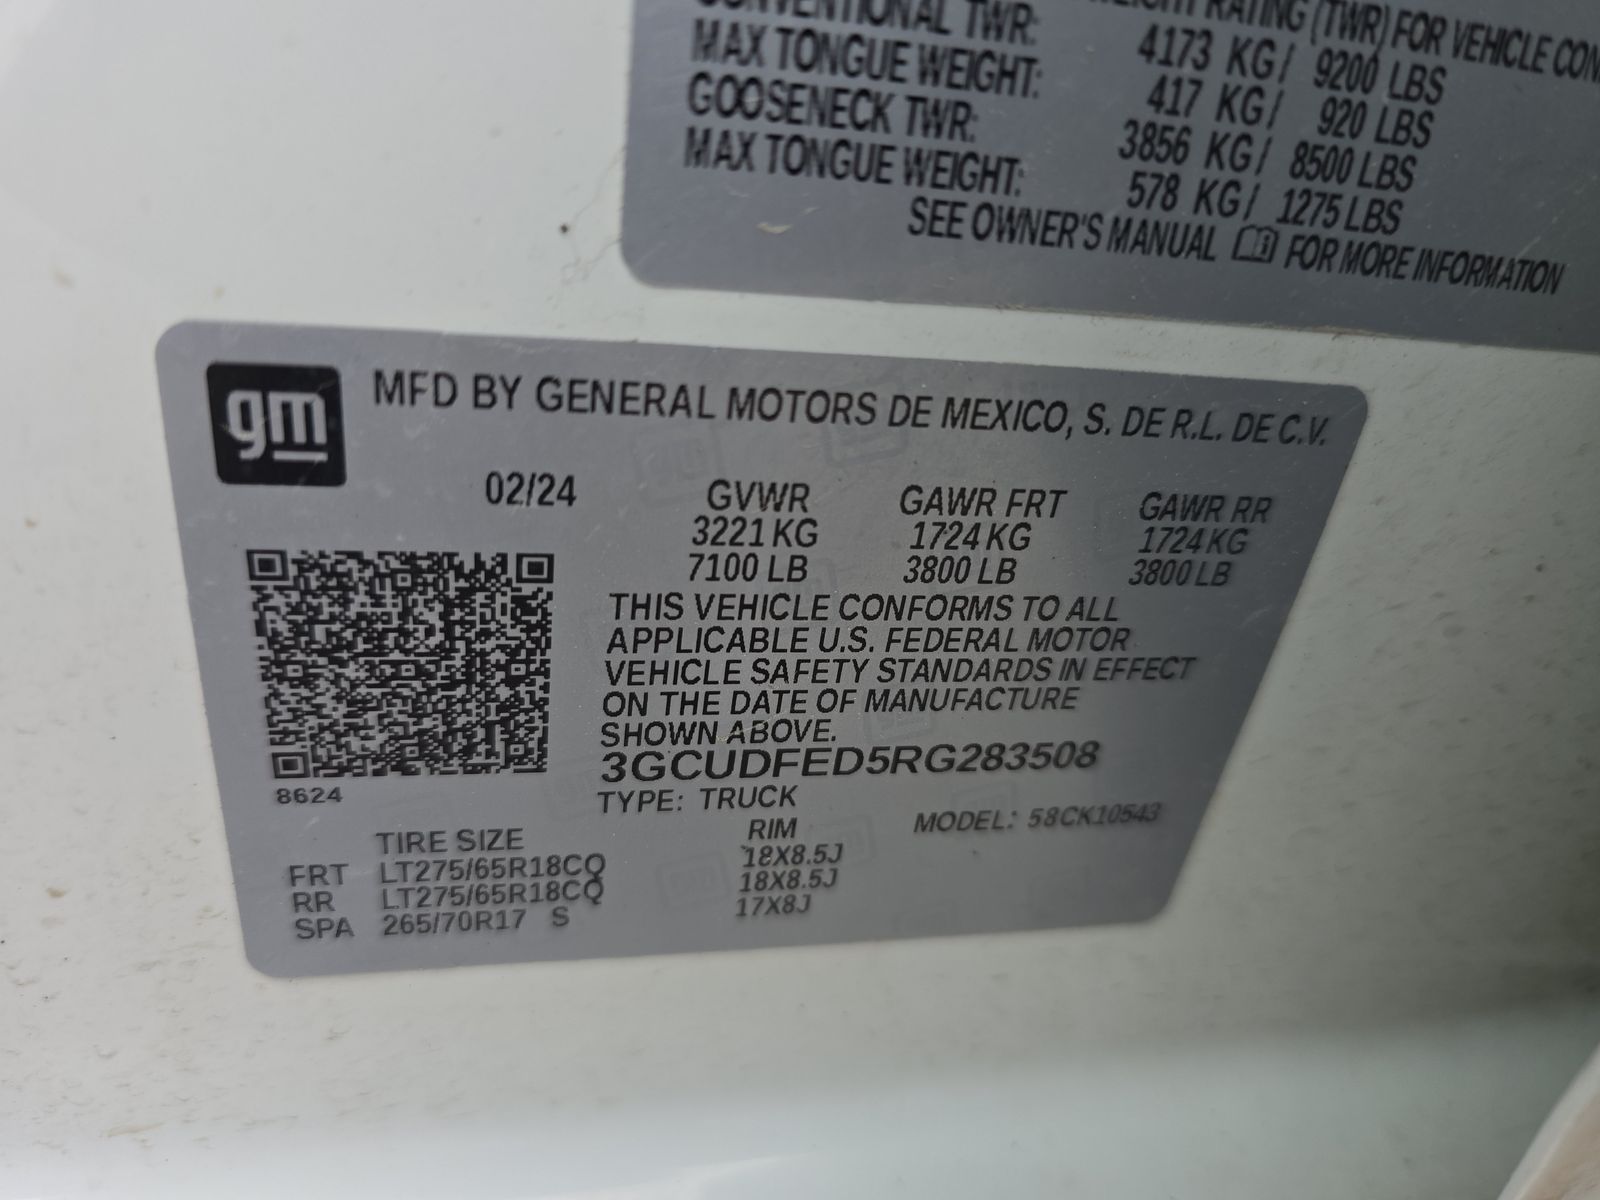 CONVENTIONAL TWR: 4173 KG/ 9200 LBS
RATING (TWR) FOR VEHICLE
MAX TONGUE WEIGHT: 417 KG/ 920 LBS
GOOSENECK TWR: 3856 KG/ 8500 LBS
MAX TONGUE WEIGHT: 578 KG/ 1275 LBS
SEE OWNER'S MANUAL FOR MORE INFORMATION
gm
MFD BY GENERAL MOTORS DE MEXICO, S. DE R.L. DE C.V.
02/24 GVWR GAWR FRT GAWR RR
3221 KG 1724 KG 1724 KG
7100 LB 3800 LB 3800 LB
THIS VEHICLE CONFORMS TO ALL
APPLICABLE U.S. FEDERAL MOTOR
VEHICLE SAFETY STANDARDS IN EFFECT
ON THE DATE OF MANUFACTURE
SHOWN ABOVE.
3GCUDFED5RG283508
8624
TYPE: TRUCK MODEL: 58CK10543
TIRE SIZE RIM
FRT LT275/65R18CQ 18X8.5J
RR LT275/65R18CQ 18X8.5J
SPA 265/70R17 S 17X8J